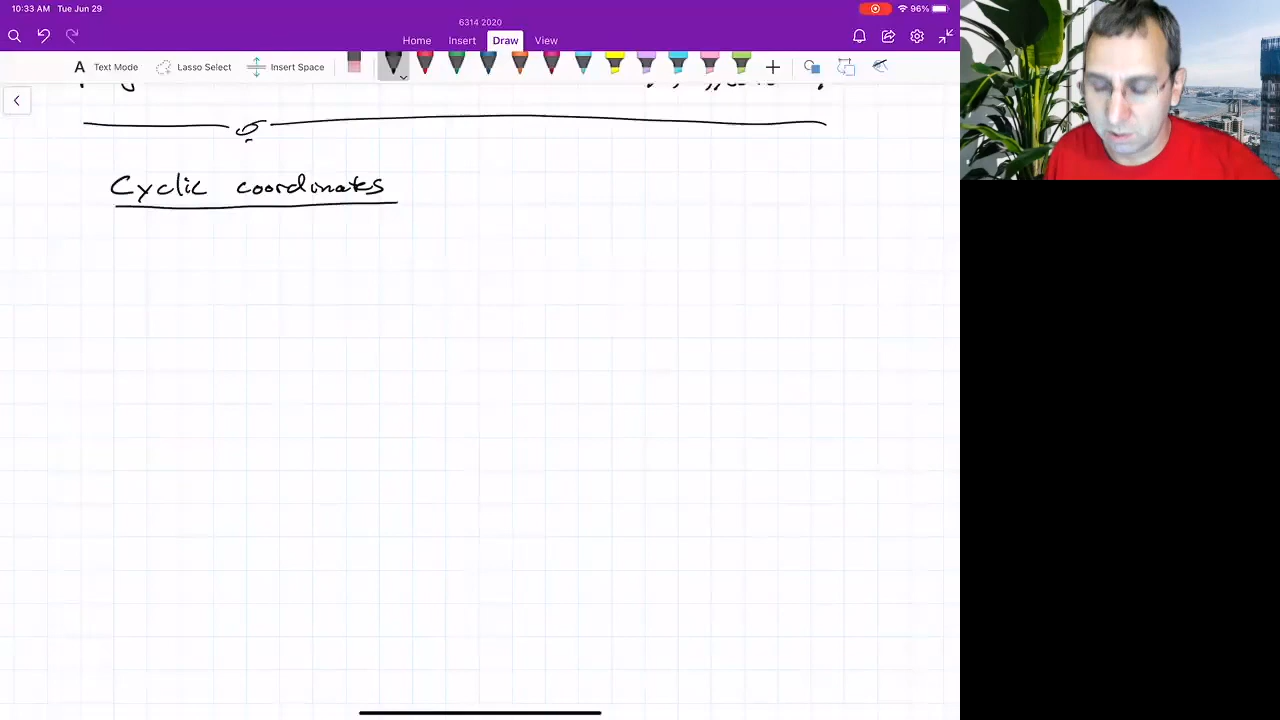 10:33 AM Tue Jun 29
96%
6314 2020
Home Insert Draw View
A Text Mode Lasso Select Insert Space
Cyclic coordinates